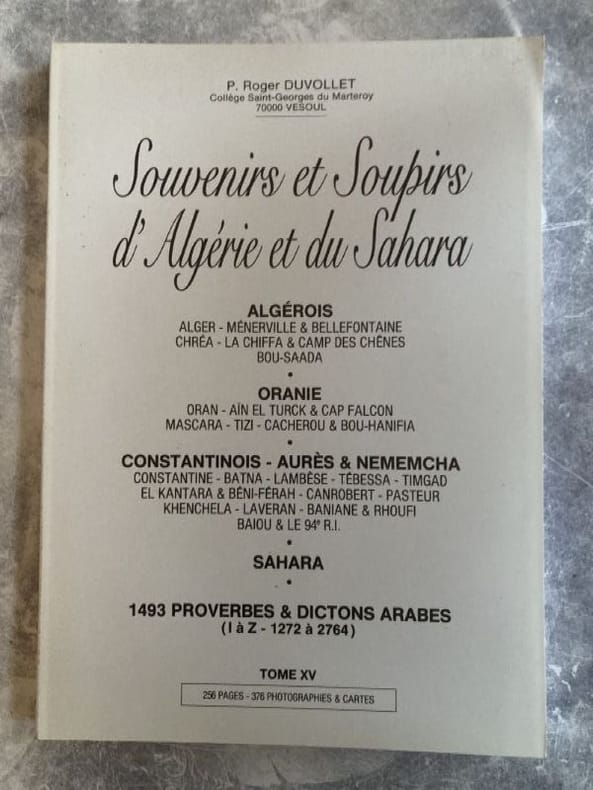 P. Roger DUVOLLET
Collège Saint-Georges du Marteroy
70000 VESOUL
Souvenirs et Soupirs
d'Algérie et du Sahara
ALGÉROIS
ALGER - MÉNERVILLE & BELLEFONTAINE
CHRÉA - LA CHIFFA & CAMP DES CHÊNES
BOU-SAADA
•
ORANIE
ORAN - AÏN EL TURCK & CAP FALCON
MASCARA - TIZI - CACHEROU & BOU-HANIFIA
•
CONSTANTINOIS - AURÈS & NEMEMCHA
CONSTANTINE - BATNA - LAMBÈSE - TÉBESSA - TIMGAD
EL KANTARA & BÉNI-FÉRAH - CANROBERT - PASTEUR
KHENCHELA - LAVERAN - BANIANE & RHOUFI
BAIOU & LE 94e R.I.
•
SAHARA
•
1493 PROVERBES & DICTONS ARABES
(I à Z - 1272 à 2764)
TOME XV
256 PAGES - 376 PHOTOGRAPHIES & CARTES